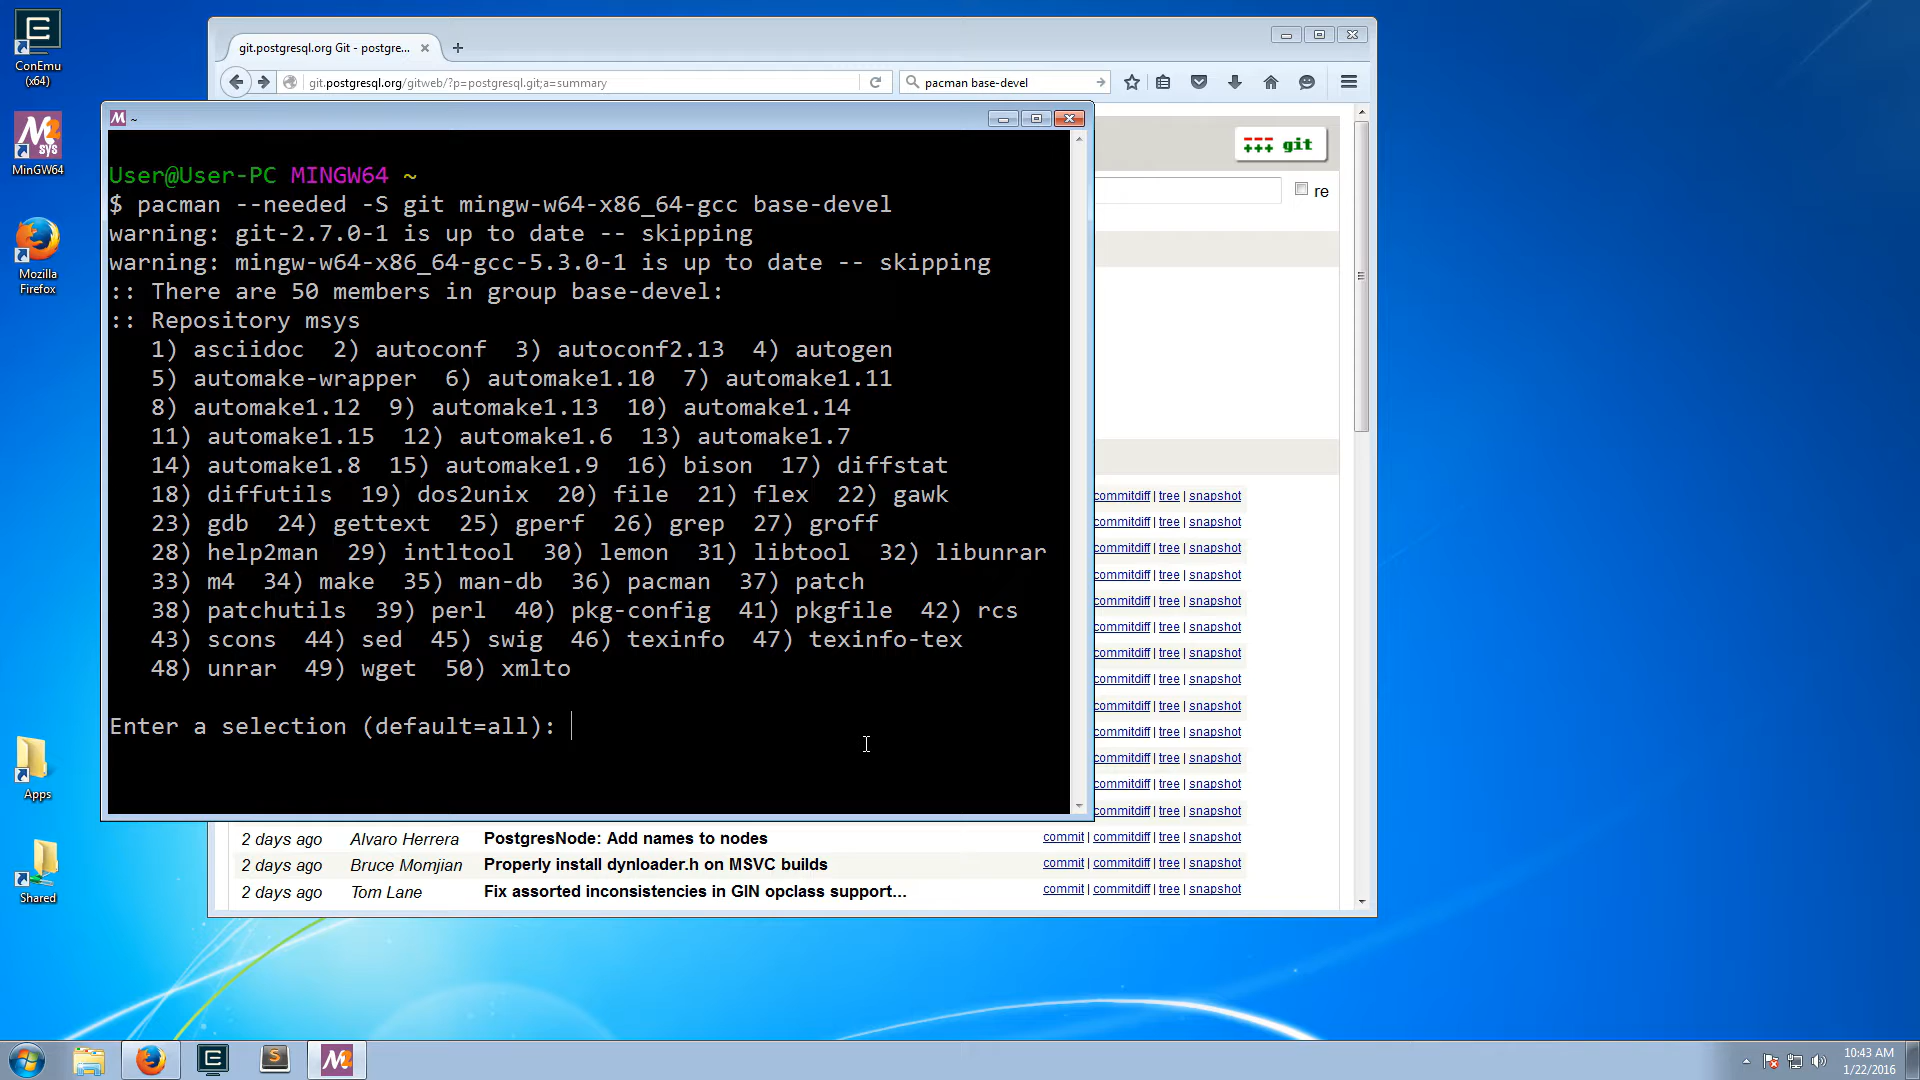 ConEmu
(x64)
MinGW64
Mozilla
Firefox
Apps
Shared
git.postgresql.org Git - postgre...
git.postgresql.org/gitweb/?p=postgresql.git;a=summary
pacman base-devel
git
re
~
User@User-PC MINGW64 ~
$ pacman --needed -S git mingw-w64-x86_64-gcc base-devel
warning: git-2.7.0-1 is up to date -- skipping
warning: mingw-w64-x86_64-gcc-5.3.0-1 is up to date -- skipping
:: There are 50 members in group base-devel:
:: Repository msys
1) asciidoc 2) autoconf 3) autoconf2.13 4) autogen
5) automake-wrapper 6) automake1.10 7) automake1.11
8) automake1.12 9) automake1.13 10) automake1.14
11) automake1.15 12) automake1.6 13) automake1.7
14) automake1.8 15) automake1.9 16) bison 17) diffstat
18) diffutils 19) dos2unix 20) file 21) flex 22) gawk
23) gdb 24) gettext 25) gperf 26) grep 27) groff
28) help2man 29) intltool 30) lemon 31) libtool 32) libunrar
33) m4 34) make 35) man-db 36) pacman 37) patch
38) patchutils 39) perl 40) pkg-config 41) pkgfile 42) rcs
43) scons 44) sed 45) swig 46) texinfo 47) texinfo-tex
48) unrar 49) wget 50) xmlto
Enter a selection (default=all):
commitdiff | tree | snapshot
commitdiff | tree | snapshot
commitdiff | tree | snapshot
commitdiff | tree | snapshot
commitdiff | tree | snapshot
commitdiff | tree | snapshot
commitdiff | tree | snapshot
commitdiff | tree | snapshot
commitdiff | tree | snapshot
commitdiff | tree | snapshot
commitdiff | tree | snapshot
commitdiff | tree | snapshot
commitdiff | tree | snapshot
2 days ago Alvaro Herrera PostgresNode: Add names to nodes commit | commitdiff | tree | snapshot
2 days ago Bruce Momjian Properly install dynloader.h on MSVC builds commit | commitdiff | tree | snapshot
2 days ago Tom Lane Fix assorted inconsistencies in GIN opclass support... commit | commitdiff | tree | snapshot
10:43 AM
1/22/2016